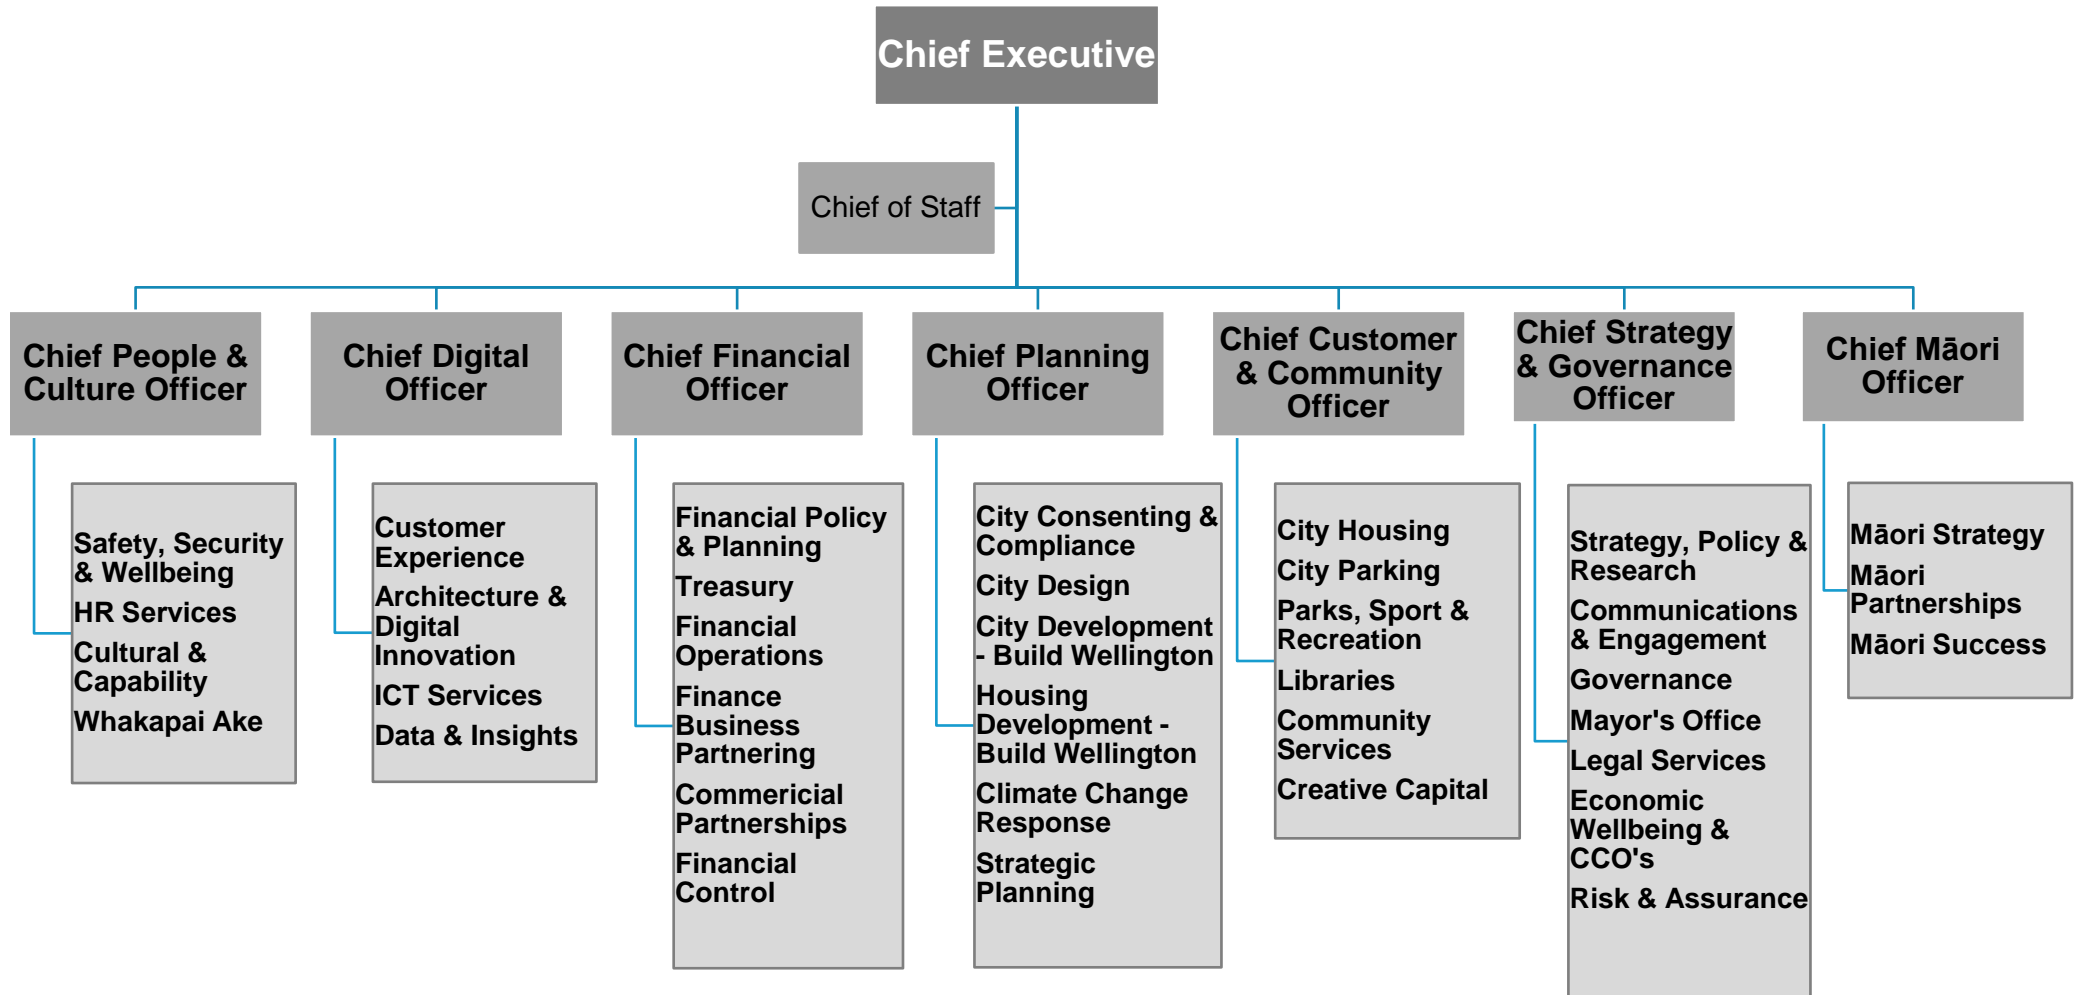 Chief Executive
Chief of Staff
Chief People &
Culture Officer
Safety, Security
& Wellbeing
HR Services
Cultural &
Capability
Whakapai Ake
Chief Digital
Officer
Customer
Experience
Architecture &
Digital
Innovation
ICT Services
Data & Insights
Chief Financial
Officer
Financial Policy
& Planning
Treasury
Financial
Operations
Finance
Business
Partnering
Commericial
Partnerships
Financial
Control
Chief Planning
Officer
City Consenting &
Compliance
City Design
City Development
- Build Wellington
Housing
Development -
Build Wellington
Climate Change
Response
Strategic
Planning
Chief Customer
& Community
Officer
City Housing
City Parking
Parks, Sport &
Recreation
Libraries
Community
Services
Creative Capital
Chief Strategy
& Governance
Officer
Strategy, Policy &
Research
Communications
& Engagement
Governance
Mayor's Office
Legal Services
Economic
Wellbeing &
CCO's
Risk & Assurance
Chief Māori
Officer
Māori Strategy
Māori
Partnerships
Māori Success